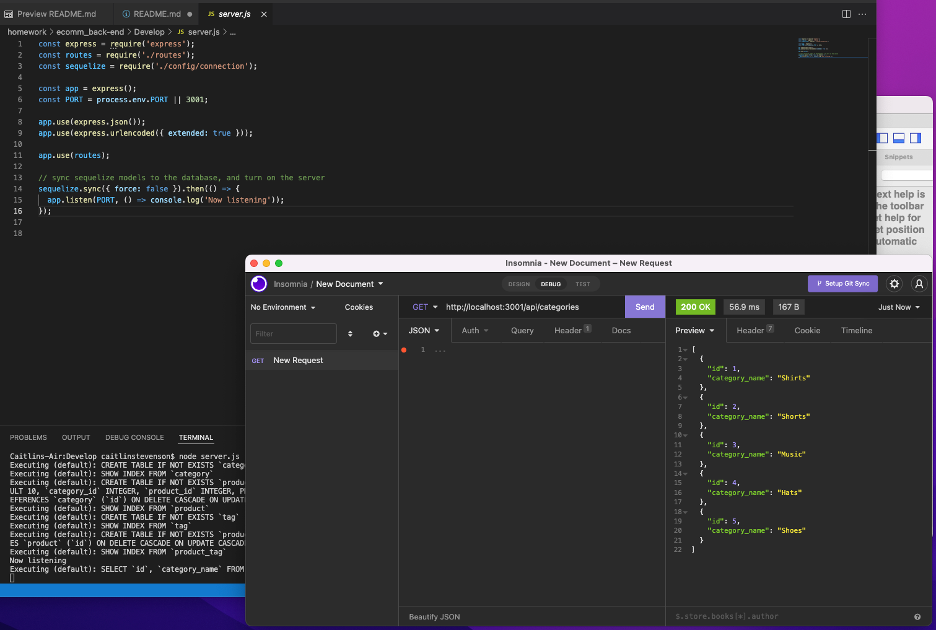 Preview README.md
README.md
JS server.js
homework > ecomm_back-end > Develop > JS server.js > ...
1 const express = require('express');
2 const routes = require('./routes');
3 const sequelize = require('./config/connection');
4
5 const app = express();
6 const PORT = process.env.PORT || 3001;
7
8 app.use(express.json());
9 app.use(express.urlencoded({ extended: true }));
10
11 app.use(routes);
12
13 // sync sequelize models to the database, and turn on the server
14 sequelize.sync({ force: false }).then(() => {
15 app.listen(PORT, () => console.log('Now listening'));
16 });
17
18
Snippets
ext help is
he toolbar
t help for
et position
utomatic
PROBLEMS OUTPUT DEBUG CONSOLE TERMINAL
Caitlins-Air:Develop caitlinstevenson$ node server.js
Executing (default): CREATE TABLE IF NOT EXISTS `categ
Executing (default): SHOW INDEX FROM `category`
Executing (default): CREATE TABLE IF NOT EXISTS `produ
ULT 10, `category_id` INTEGER, `product_id` INTEGER, P
EFERENCES `category` (`id`) ON DELETE CASCADE ON UPDAT
Executing (default): SHOW INDEX FROM `product`
Executing (default): CREATE TABLE IF NOT EXISTS `tag`
Executing (default): SHOW INDEX FROM `tag`
Executing (default): CREATE TABLE IF NOT EXISTS `produ
ES `product` (`id`) ON DELETE CASCADE ON UPDATE CASCAD
Executing (default): SHOW INDEX FROM `product_tag`
Now listening
Executing (default): SELECT `id`, `category_name` FROM
Insomnia - New Document – New Request
Insomnia / New Document
DESIGN DEBUG TEST
Setup Git Sync
No Environment Cookies
Filter
GET New Request
GET http://localhost:3001/api/categories Send
JSON Auth Query Header 1 Docs
1 ...
Beautify JSON
200 OK 56.9 ms 167 B Just Now
Preview Header 7 Cookie Timeline
1 [
2 {
3 "id": 1,
4 "category_name": "Shirts"
5 },
6 {
7 "id": 2,
8 "category_name": "Shorts"
9 },
10 {
11 "id": 3,
12 "category_name": "Music"
13 },
14 {
15 "id": 4,
16 "category_name": "Hats"
17 },
18 {
19 "id": 5,
20 "category_name": "Shoes"
21 }
22 ]
$.store.books[*].author